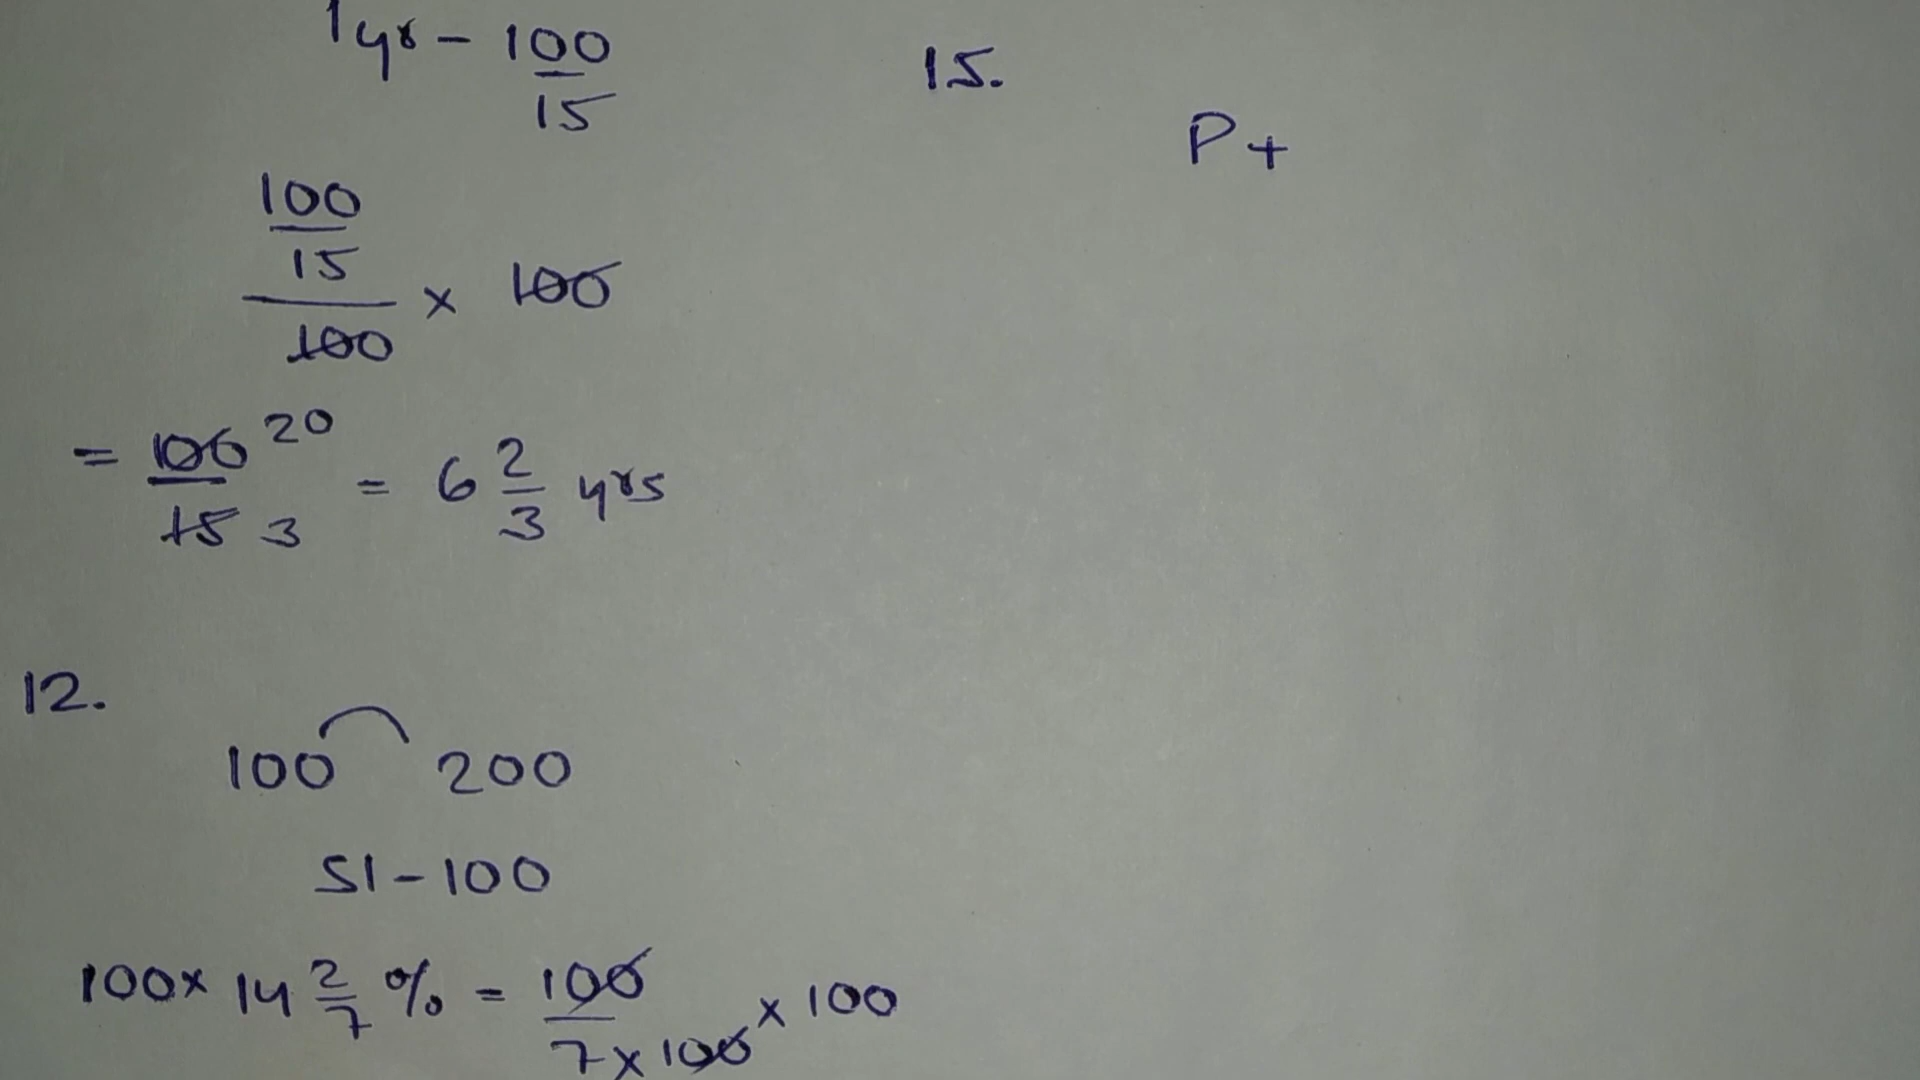 1yr - 100
15
100
15
100 × 100
= 100 20 = 6 2/3 yrs
15 3
12.
100 200
SI - 100
100 × 14 2/7 % = 100 × 100
7 × 100
15.
P +